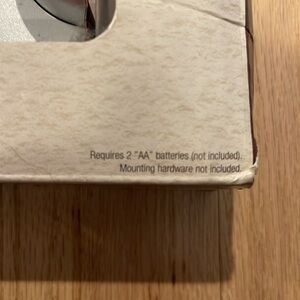 Requires 2 "AA" batteries (not included).
Mounting hardware not included.